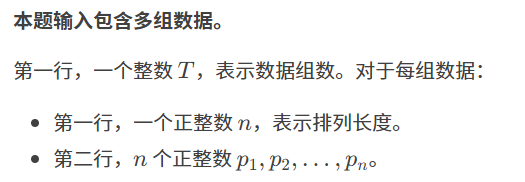 本题输入包含多组数据。
第一行，一个整数 T，表示数据组数。对于每组数据：
• 第一行，一个正整数 n，表示排列长度。
• 第二行，n 个正整数 p₁, p₂, . . . , pₙ。